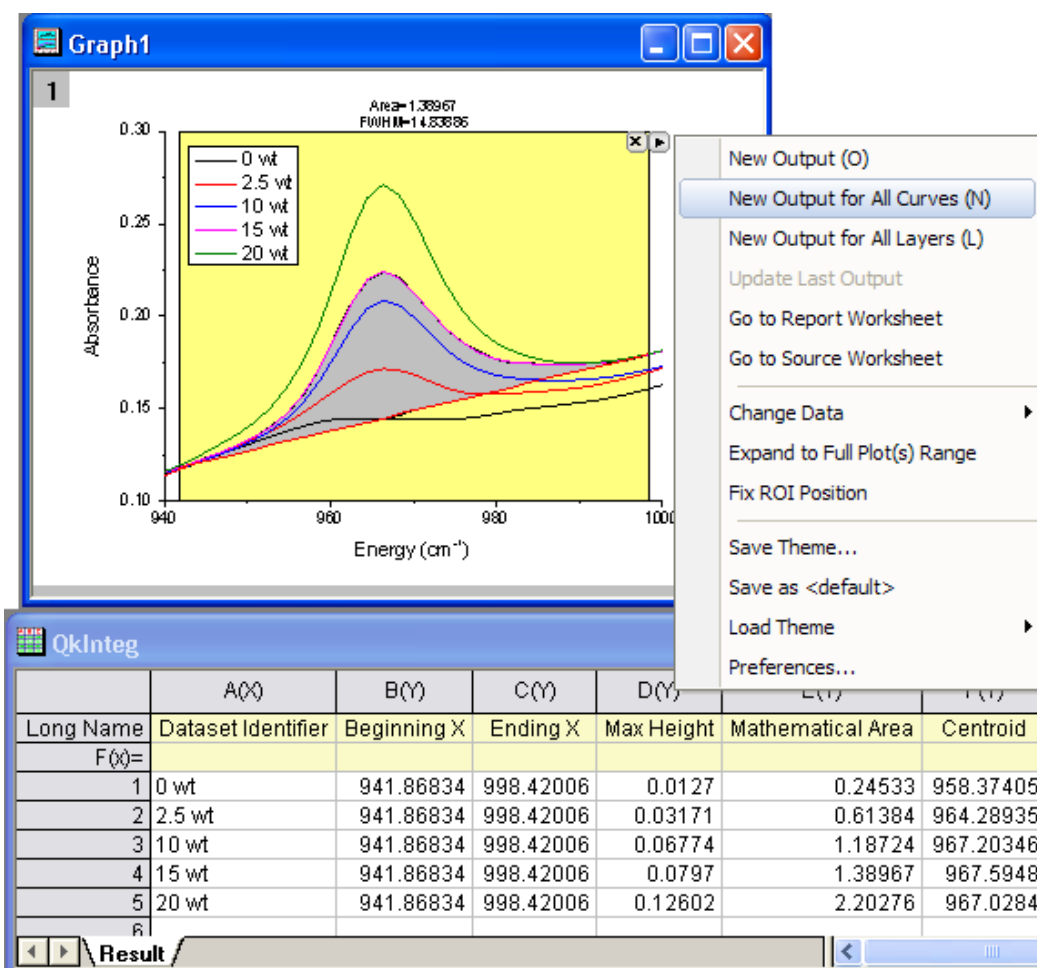 Graph1
1
Area=1.38967
FWHM=14.83886
0 wt
2.5 wt
10 wt
15 wt
20 wt
0.30
0.25
0.20
0.15
0.10
Absorbance
940 960 980 1000
Energy (cm⁻¹)
New Output (O)
New Output for All Curves (N)
New Output for All Layers (L)
Update Last Output
Go to Report Worksheet
Go to Source Worksheet
Change Data
Expand to Full Plot(s) Range
Fix ROI Position
Save Theme...
Save as <default>
Load Theme
Preferences...
QkInteg
A(X) B(Y) C(Y) D(Y)
Long Name Dataset Identifier Beginning X Ending X Max Height Mathematical Area Centroid
F(x)=
1 0 wt 941.86834 998.42006 0.0127 0.24533 958.37405
2 2.5 wt 941.86834 998.42006 0.03171 0.61384 964.28935
3 10 wt 941.86834 998.42006 0.06774 1.18724 967.20346
4 15 wt 941.86834 998.42006 0.0797 1.38967 967.5948
5 20 wt 941.86834 998.42006 0.12602 2.20276 967.0284
6
Result